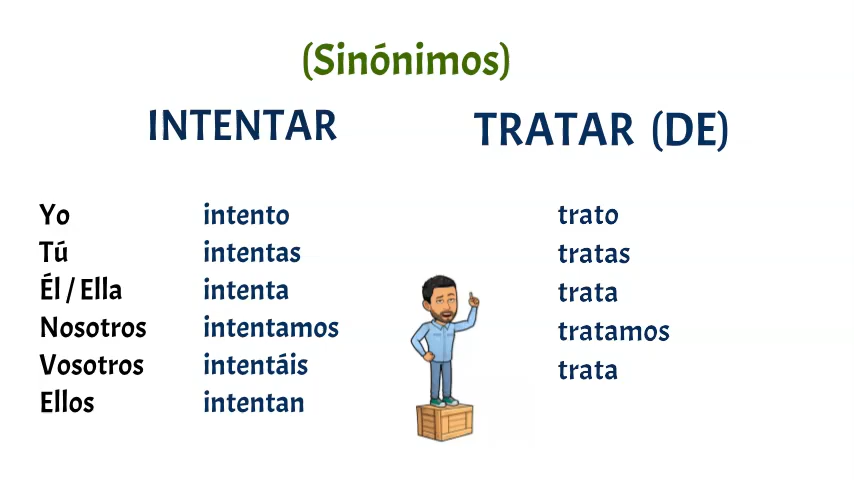 (Sinónimos)
INTENTAR TRATAR (DE)
Yo intento trato
Tú intentas tratas
Él / Ella intenta trata
Nosotros intentamos tratamos
Vosotros intentáis trata
Ellos intentan